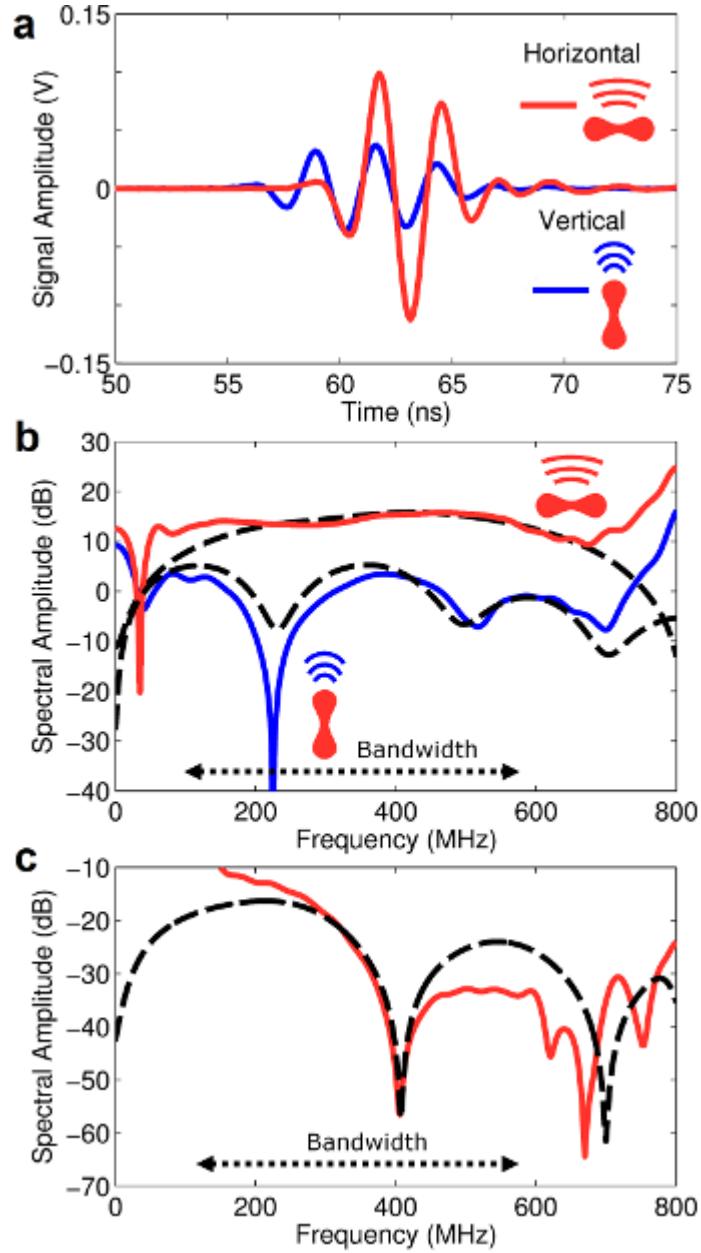 a
0.15
0
−0.15
Signal Amplitude (V)
Horizontal
Vertical
50 55 60 65 70 75
Time (ns)
b
30
20
10
0
−10
−20
−30
−40
Spectral Amplitude (dB)
Bandwidth
0 200 400 600 800
Frequency (MHz)
c
−10
−20
−30
−40
−50
−60
−70
Spectral Amplitude (dB)
Bandwidth
0 200 400 600 800
Frequency (MHz)